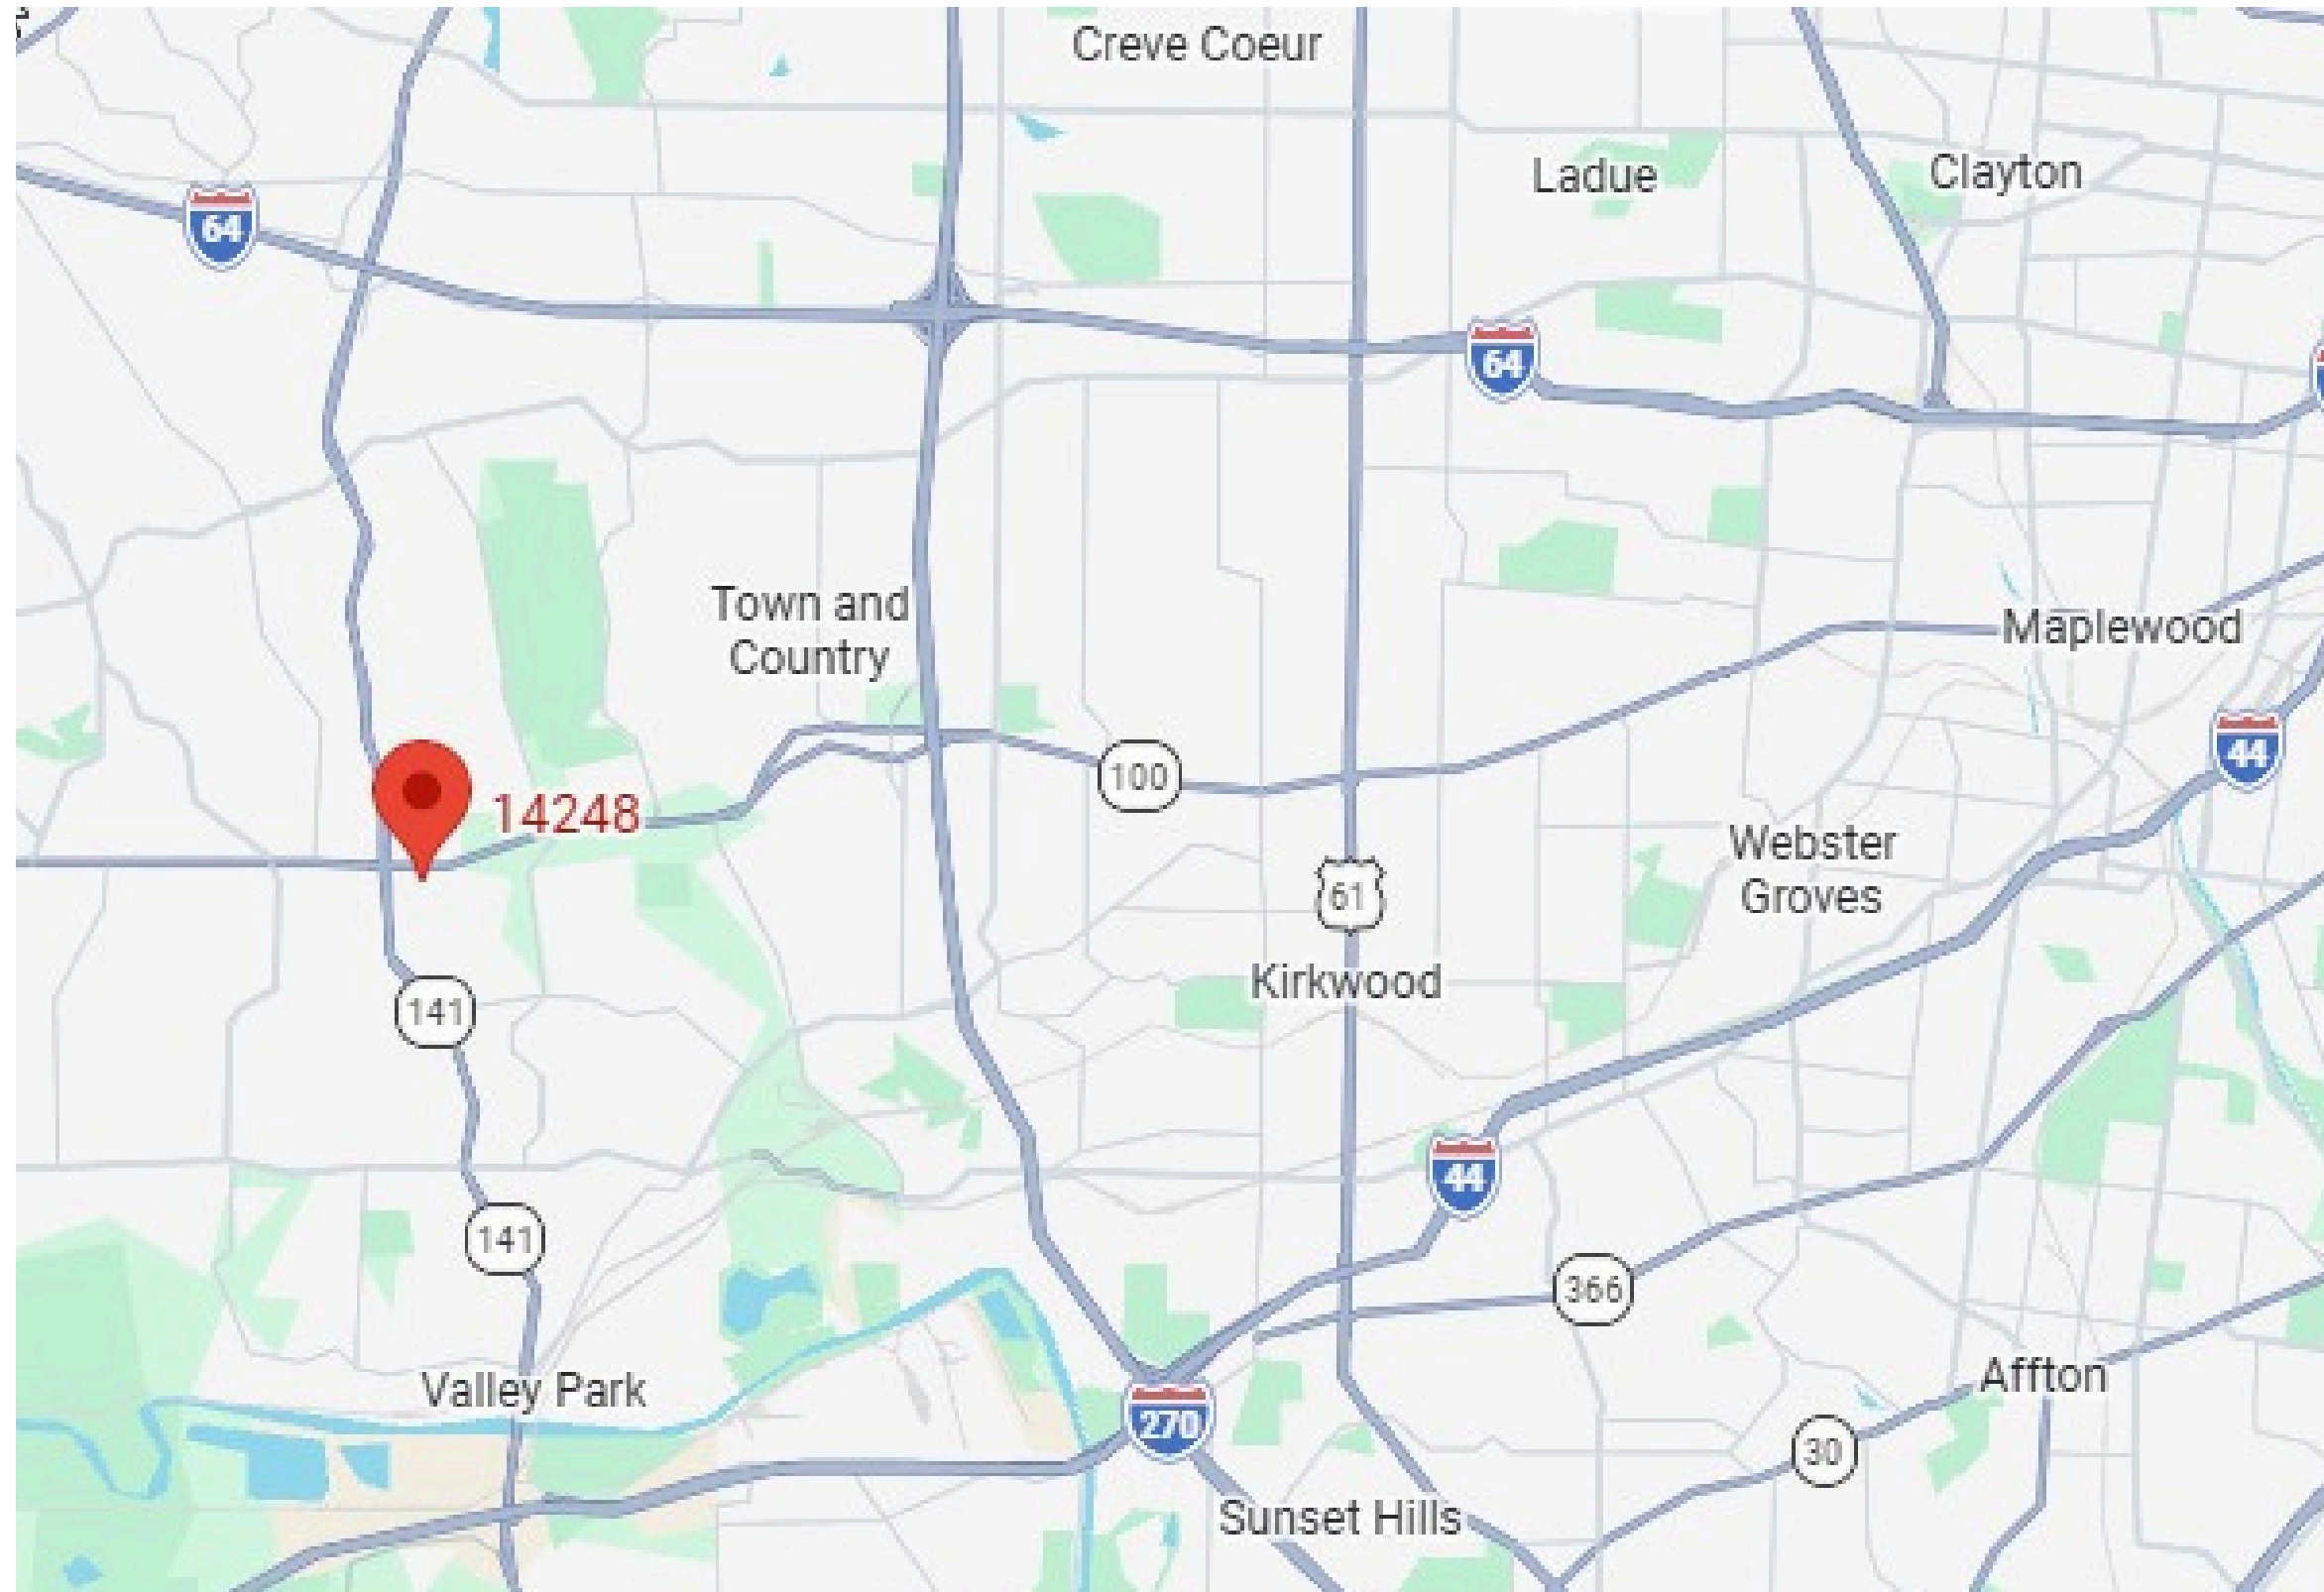 Creve Coeur
Ladue
Clayton
64
64
Town and
Country
Maplewood
44
100
14248
Webster
Groves
61
Kirkwood
141
44
141
366
Valley Park
Affton
270
30
Sunset Hills